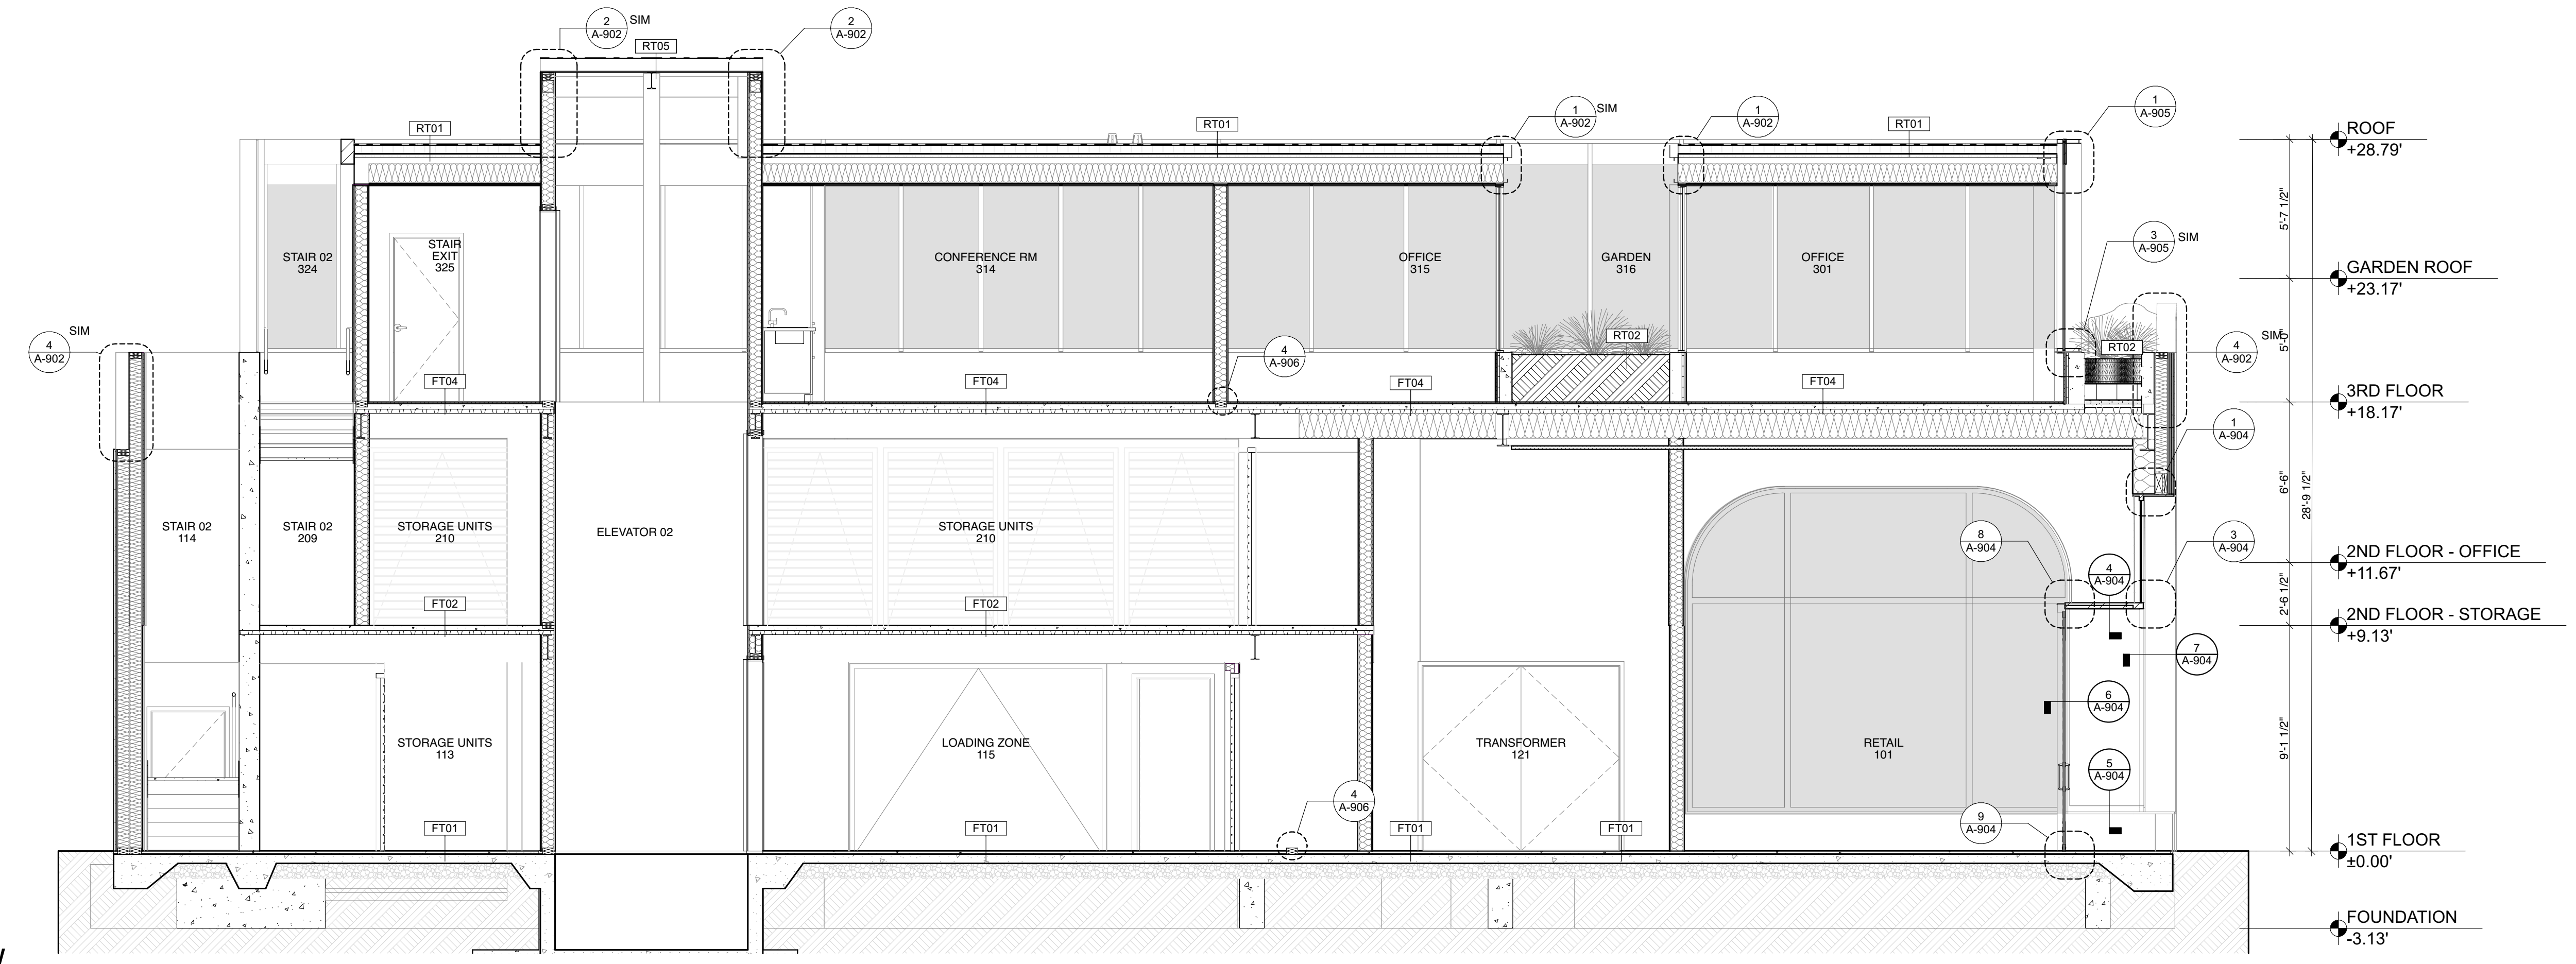 2
A-902
SIM
RT05
2
A-902
RT01
RT01
1
A-902
SIM
1
A-902
RT01
1
A-905
ROOF
+28.79'
5'-7 1/2"
STAIR 02
324
STAIR
EXIT
325
CONFERENCE RM
314
OFFICE
315
GARDEN
316
OFFICE
301
3
A-905
SIM
GARDEN ROOF
+23.17'
4
A-902
SIM
4
A-906
RT02
RT02
SIM
4
A-902
5'-0"
FT04
FT04
FT04
FT04
3RD FLOOR
+18.17'
1
A-904
6'-6"
28'-9 1/2"
STAIR 02
114
STAIR 02
209
STORAGE UNITS
210
ELEVATOR 02
STORAGE UNITS
210
8
A-904
4
A-904
3
A-904
2ND FLOOR - OFFICE
+11.67'
2'-6 1/2"
FT02
FT02
2ND FLOOR - STORAGE
+9.13'
7
A-904
6
A-904
9'-1 1/2"
STORAGE UNITS
113
LOADING ZONE
115
TRANSFORMER
121
RETAIL
101
5
A-904
4
A-906
9
A-904
FT01
FT01
FT01
FT01
1ST FLOOR
±0.00'
FOUNDATION
-3.13'